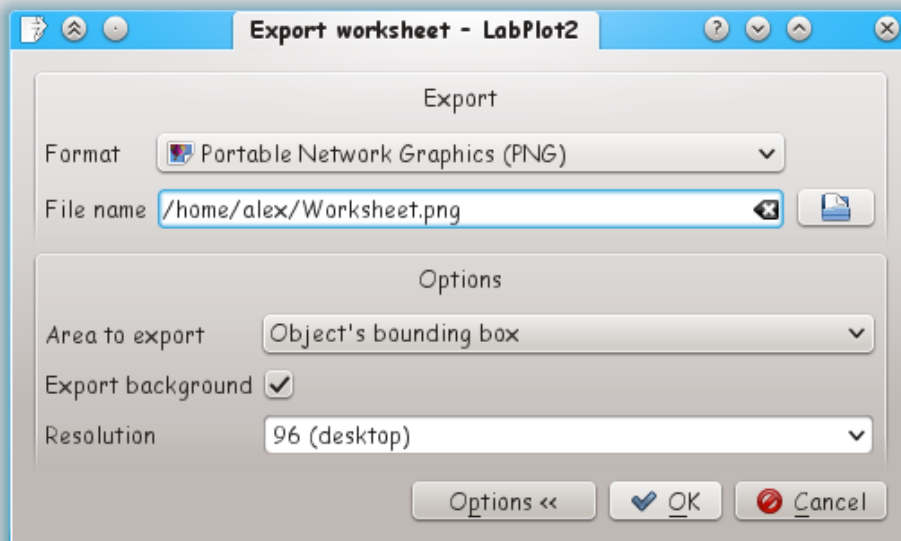 Export worksheet - LabPlot2
Export
Format Portable Network Graphics (PNG)
File name /home/alex/Worksheet.png
Options
Area to export Object's bounding box
Export background
Resolution 96 (desktop)
Options << OK Cancel